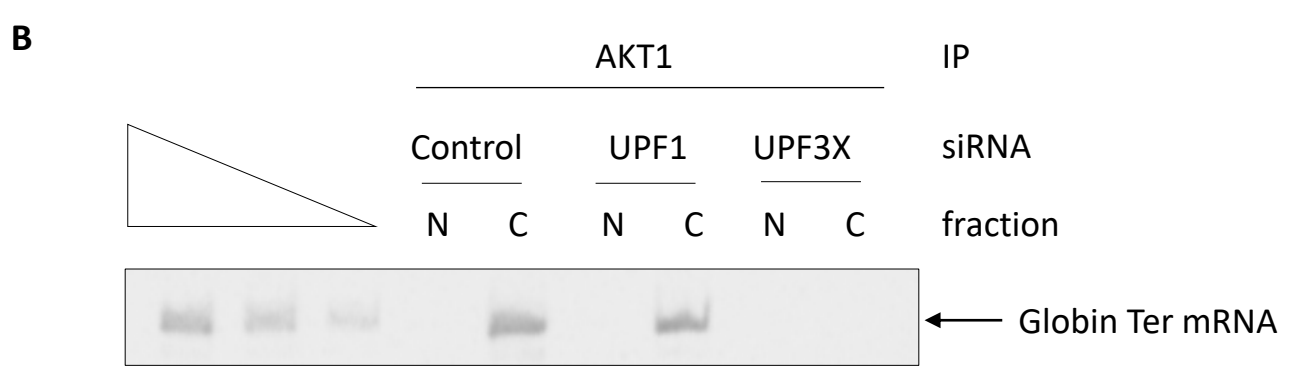 B
AKT1 IP
Control UPF1 UPF3X siRNA
N C N C N C fraction
Globin Ter mRNA